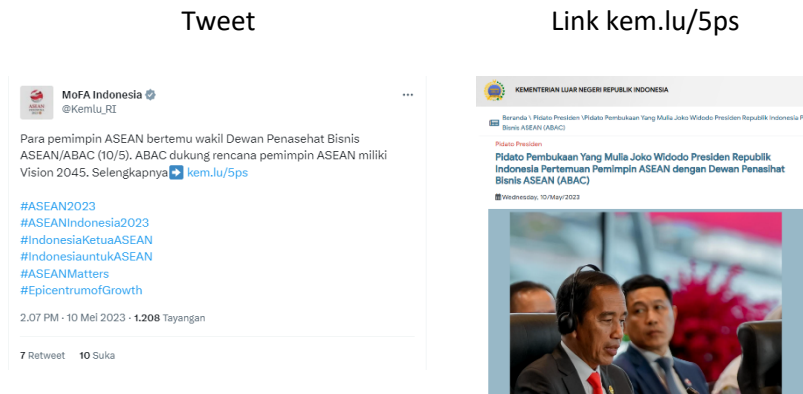 Tweet
Link kem.lu/5ps
MoFA Indonesia
@Kemlu_RI
Para pemimpin ASEAN bertemu wakil Dewan Penasehat Bisnis
ASEAN/ABAC (10/5). ABAC dukung rencana pemimpin ASEAN miliki
Vision 2045. Selengkapnya➡️ kem.lu/5ps
#ASEAN2023
#ASEANIndonesia2023
#IndonesiaKetuaASEAN
#IndonesiauntukASEAN
#ASEANMatters
#EpicentrumofGrowth
2.07 PM · 10 Mei 2023 · 1.208 Tayangan
7 Retweet 10 Suka
KEMENTERIAN LUAR NEGERI REPUBLIK INDONESIA
Beranda \ Pidato Presiden \Pidato Pembukaan Yang Mulia Joko Widodo Presiden Republik Indonesia
Bisnis ASEAN (ABAC)
Pidato Presiden
Pidato Pembukaan Yang Mulia Joko Widodo Presiden Republik
Indonesia Pertemuan Pemimpin ASEAN dengan Dewan Penasihat
Bisnis ASEAN (ABAC)
Wednesday, 10/May/2023